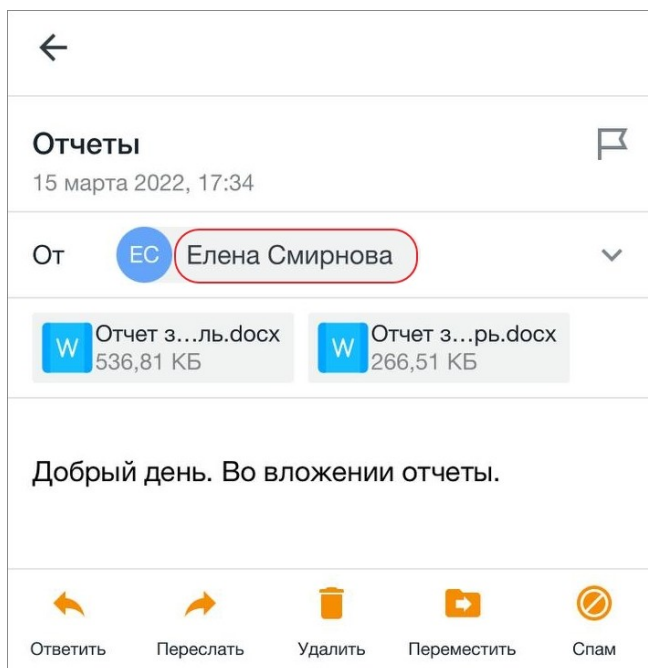 Отчеты
15 марта 2022, 17:34
От ЕС Елена Смирнова
W Отчет з...ль.docx W Отчет з...рь.docx
536,81 КБ 266,51 КБ
Добрый день. Во вложении отчеты.
Ответить Переслать Удалить Переместить Спам